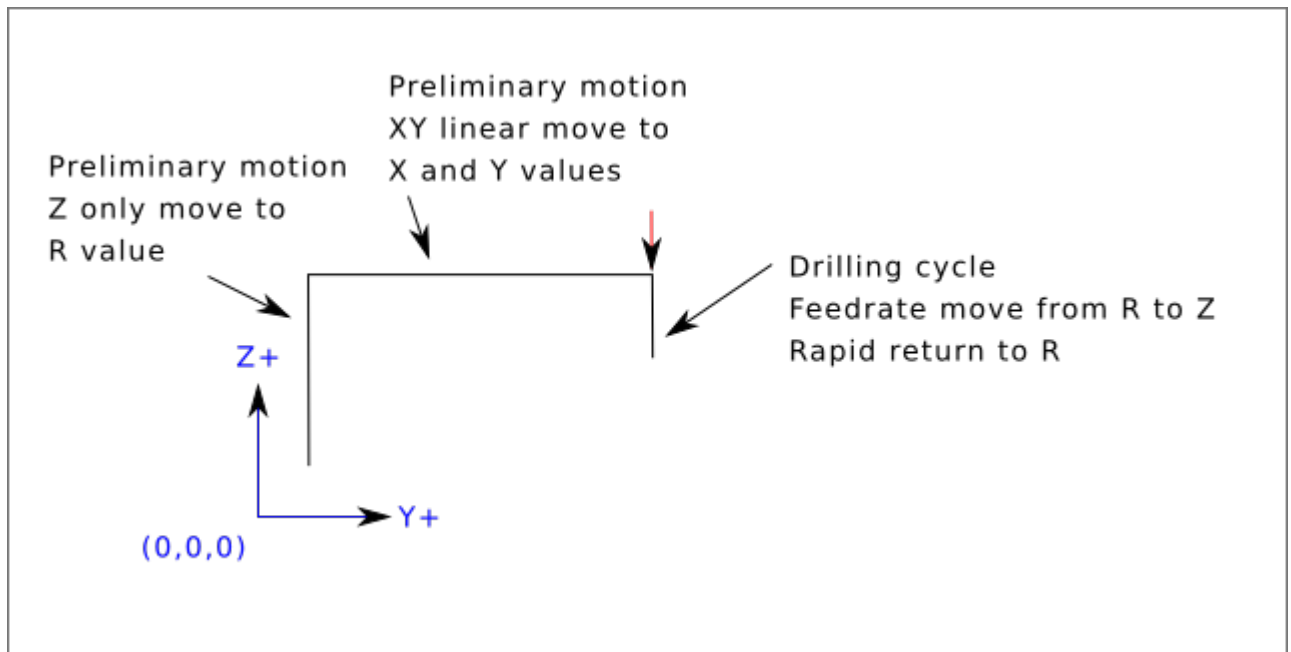 Preliminary motion
XY linear move to
X and Y values
Preliminary motion
Z only move to
R value
Drilling cycle
Feedrate move from R to Z
Rapid return to R
Z+
Y+
(0,0,0)